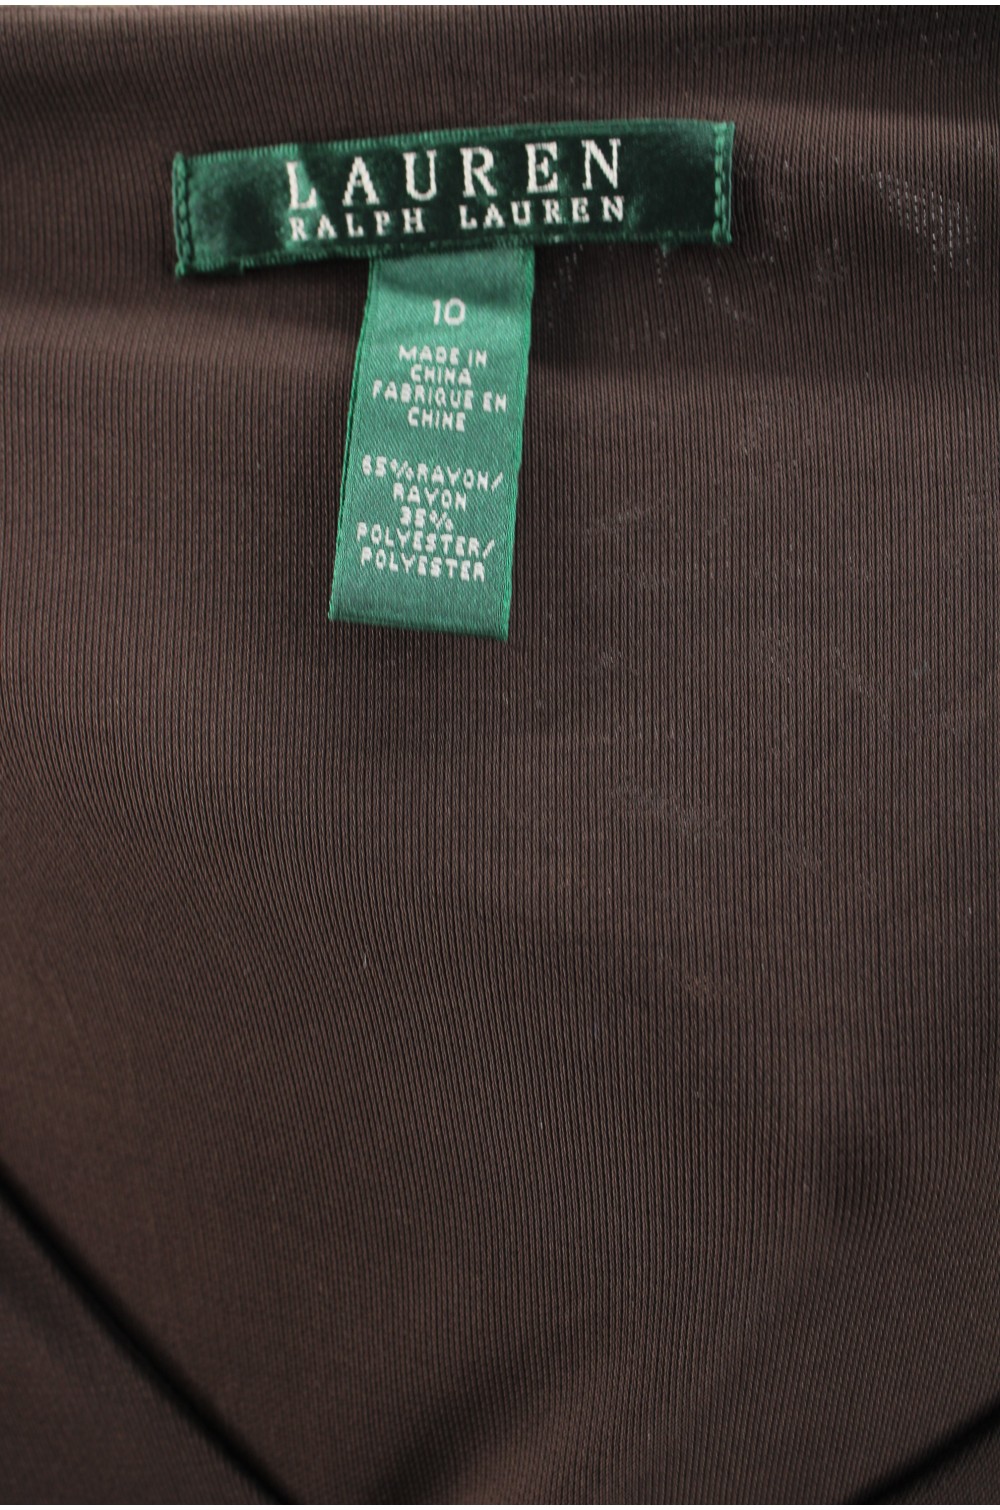 LAUREN
RALPH LAUREN
10
MADE IN
CHINA
FABRIQUE EN
CHINE
65%RAYON/
RAYON
35%
POLYESTER/
POLYESTER